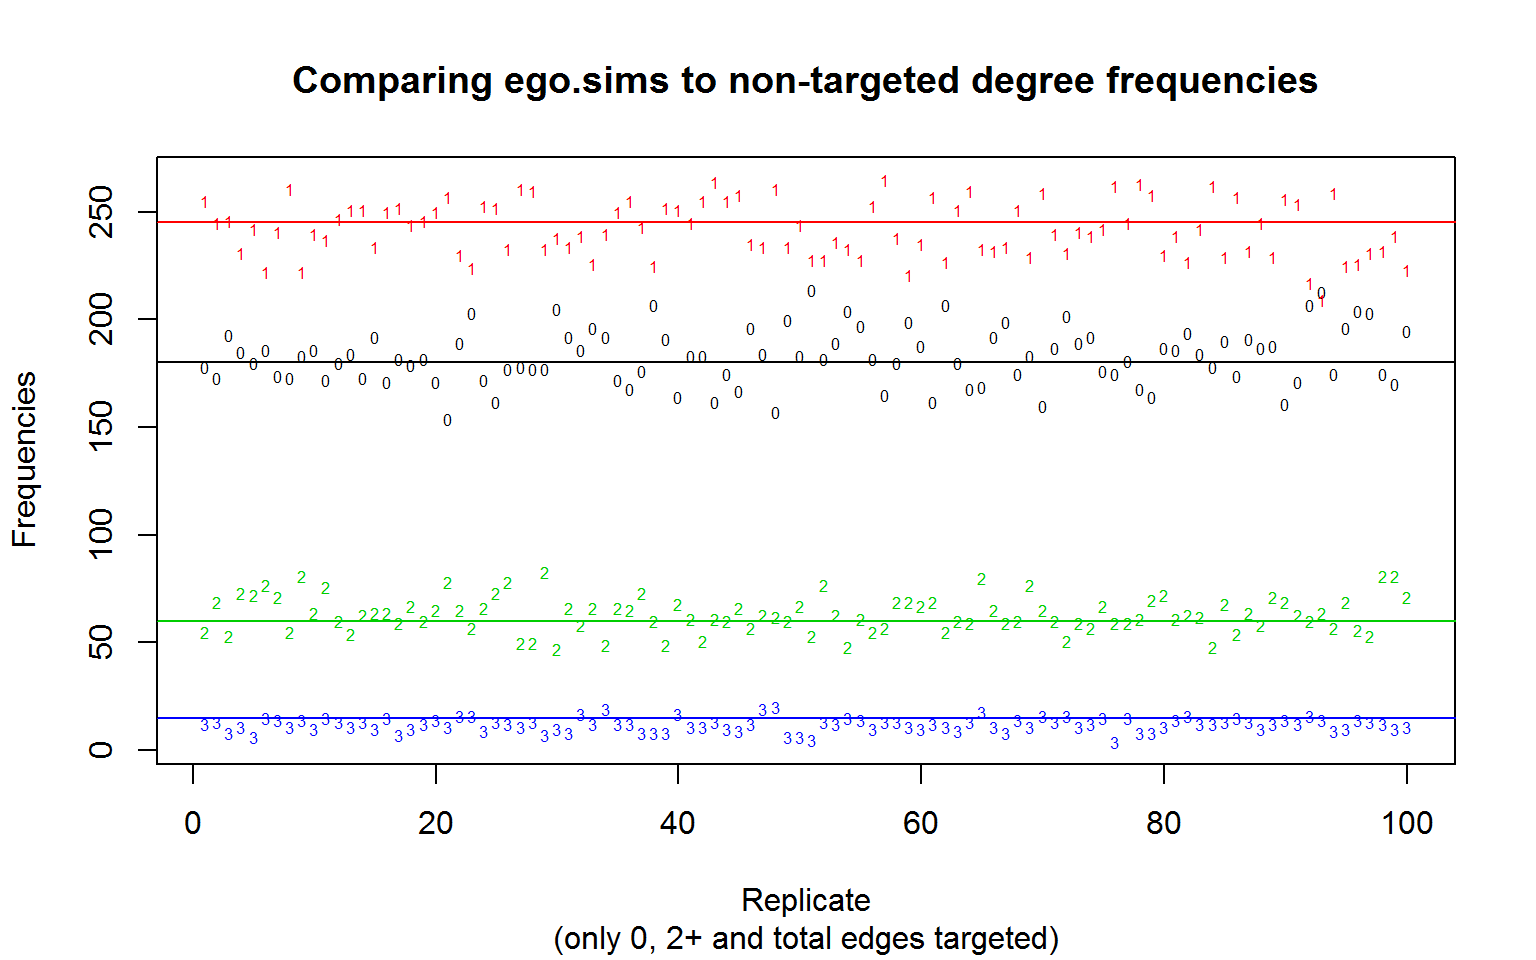 Comparing ego.sims to non-targeted degree frequencies
Frequencies
250
200
150
100
50
0
0 20 40 60 80 100
Replicate
(only 0, 2+ and total edges targeted)